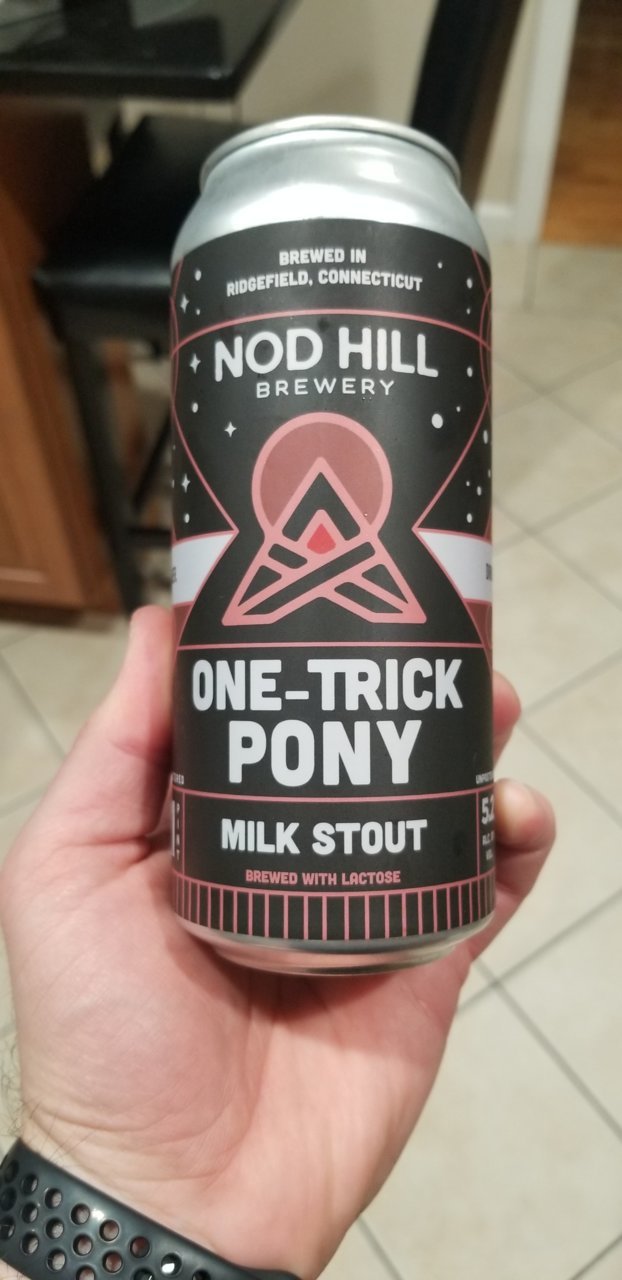 BREWED IN
RIDGEFIELD, CONNECTICUT
NOD HILL
BREWERY
ONE-TRICK
PONY
MILK STOUT
BREWED WITH LACTOSE